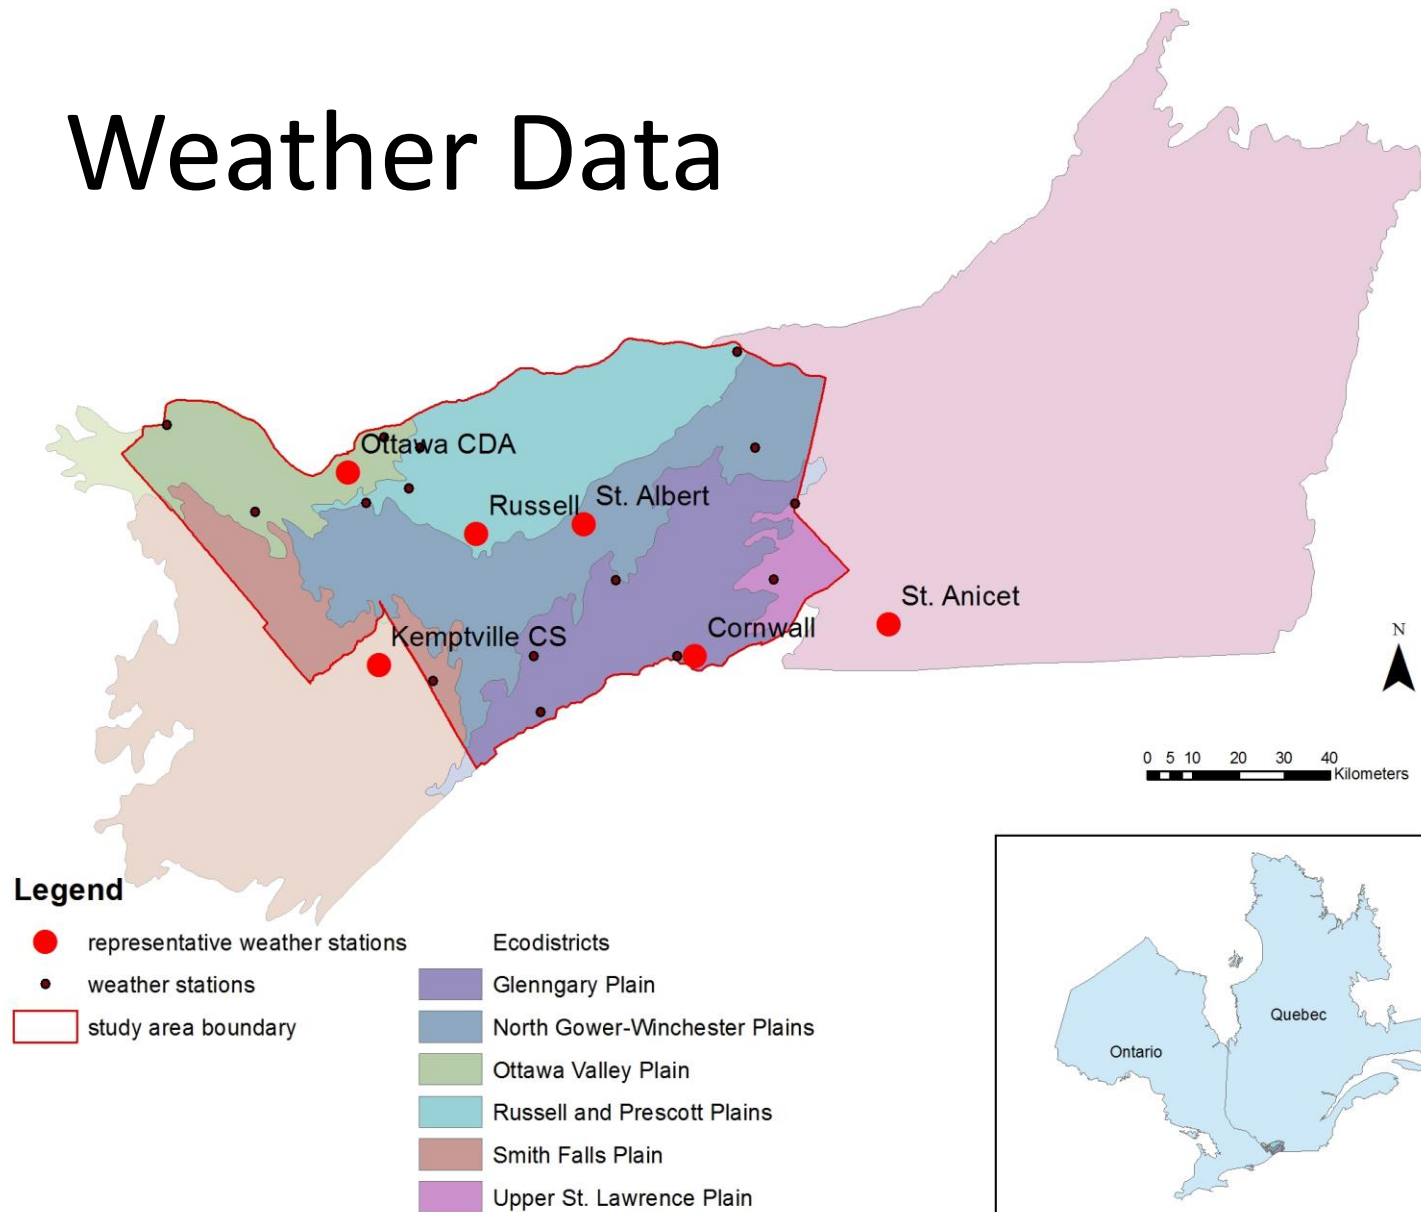 Weather Data
Ottawa CDA
Russell
St. Albert
St. Anicet
Kemptville CS
Cornwall
N
0 5 10 20 30 40
Kilometers
Legend
representative weather stations
weather stations
study area boundary
Ecodistricts
Glenngary Plain
North Gower-Winchester Plains
Ottawa Valley Plain
Russell and Prescott Plains
Smith Falls Plain
Upper St. Lawrence Plain
Quebec
Ontario